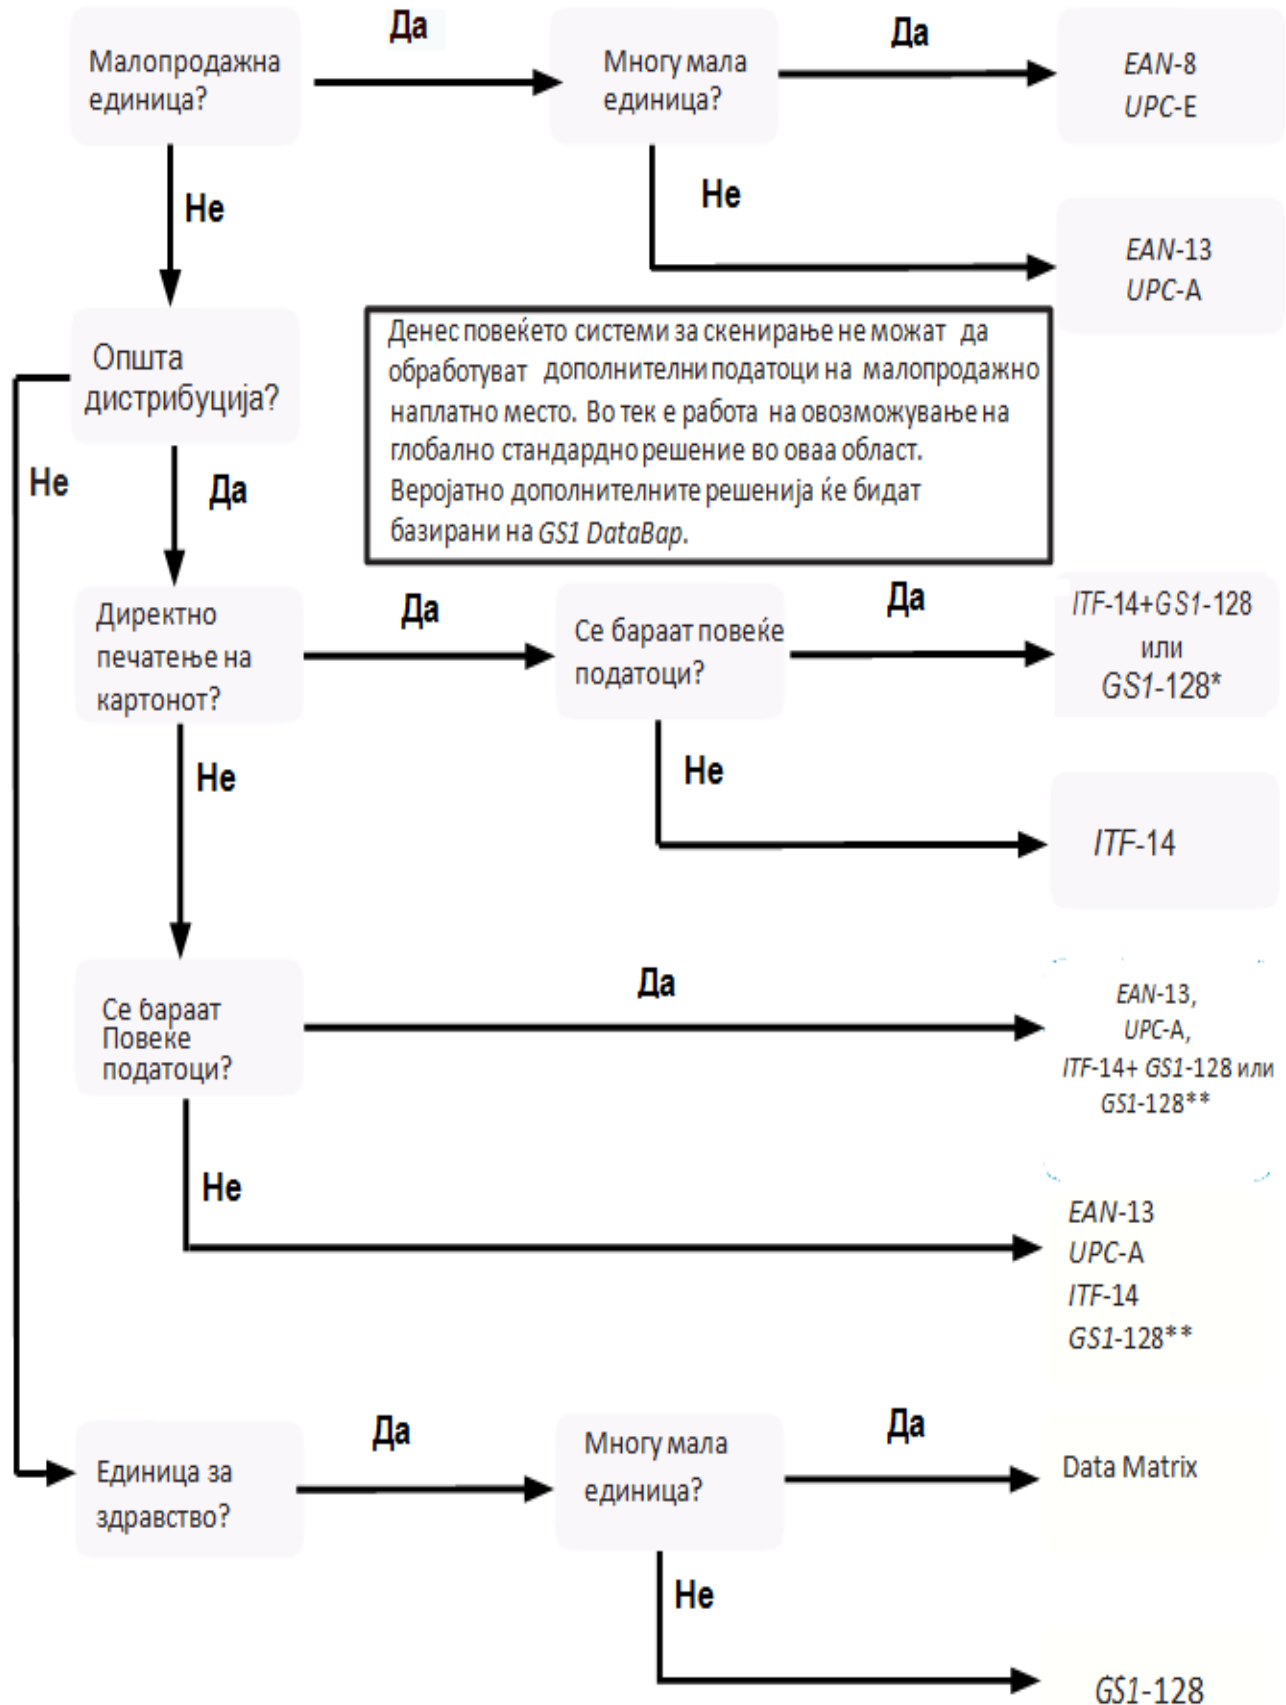 Да
Да
Малопродажна
единица?
Многу мала
единица?
EAN-8
UPC-E
Не
Не
EAN-13
UPC-A
Општа
дистрибуција?
Денес повеќето системи за скенирање не можат да
обработуват дополнителни податоци на малопродажно
наплатно место. Во тек е работа на овозможување на
глобално стандардно решение во оваа област.
Веројатно дополнителните решенија ќе бидат
базирани на GS1 DataBap.
Не
Да
Директно
печатење на
картонот?
Да
Се бараат повеќе
податоци?
Да
ITF-14+GS1-128
или
GS1-128*
Не
Не
ITF-14
Се бараат
Повеке
податоци?
Да
EAN-13,
UPC-A,
ITF-14+ GS1-128 или
GS1-128**
Не
EAN-13
UPC-A
ITF-14
GS1-128**
Единица за
здравство?
Да
Многу мала
единица?
Да
Data Matrix
Не
GS1-128